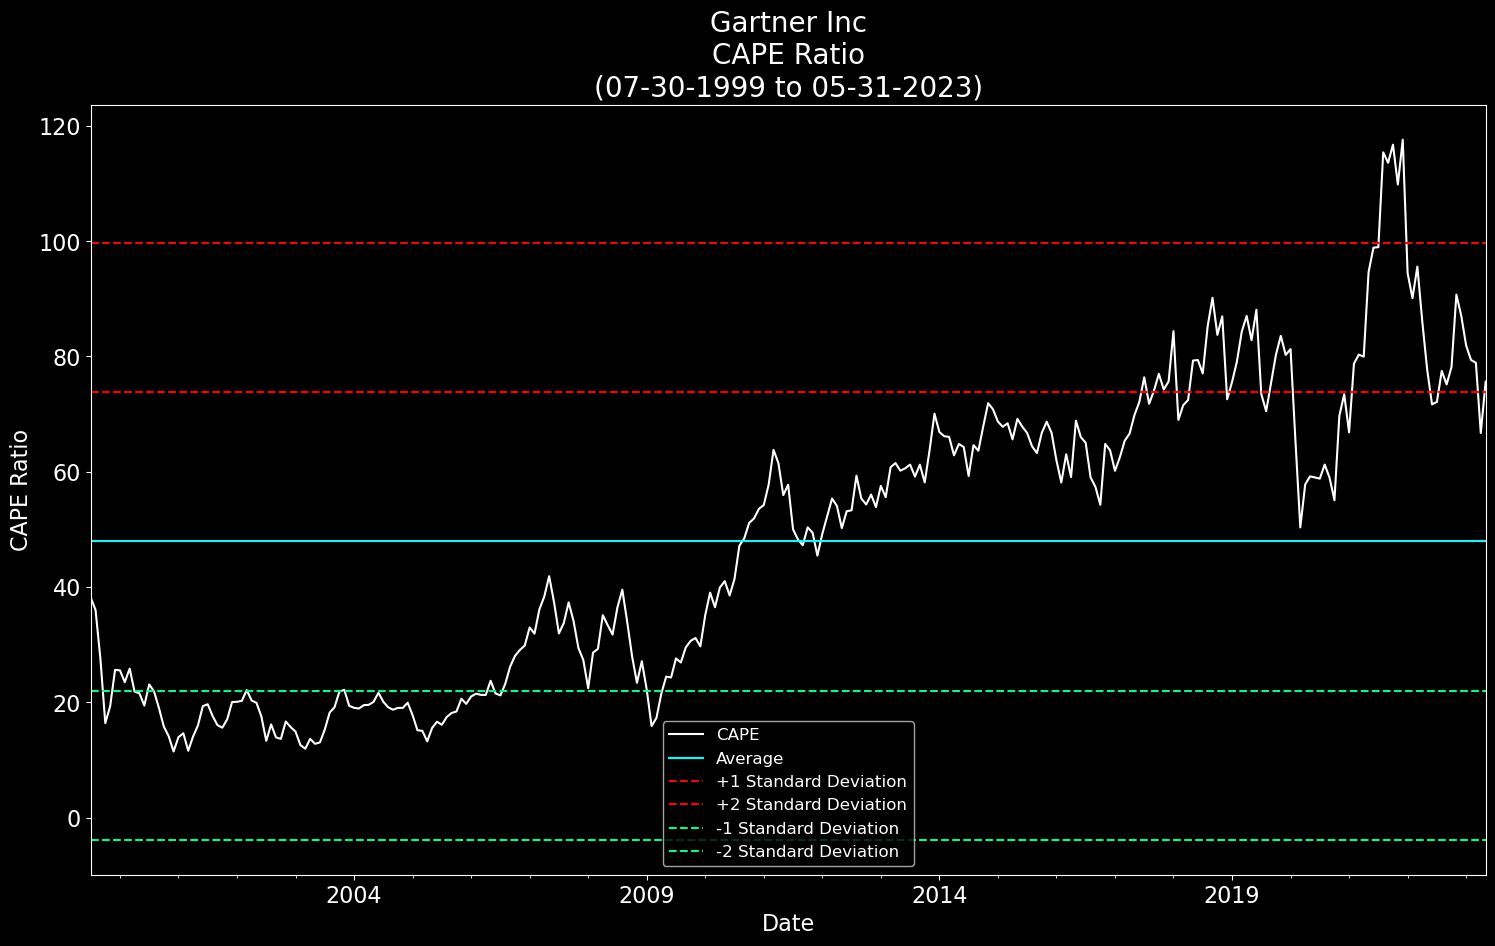 Gartner Inc
CAPE Ratio
(07-30-1999 to 05-31-2023)
120
100
80
60
40
20
0
CAPE Ratio
CAPE
Average
+1 Standard Deviation
+2 Standard Deviation
-1 Standard Deviation
-2 Standard Deviation
2004 2009 2014 2019
Date